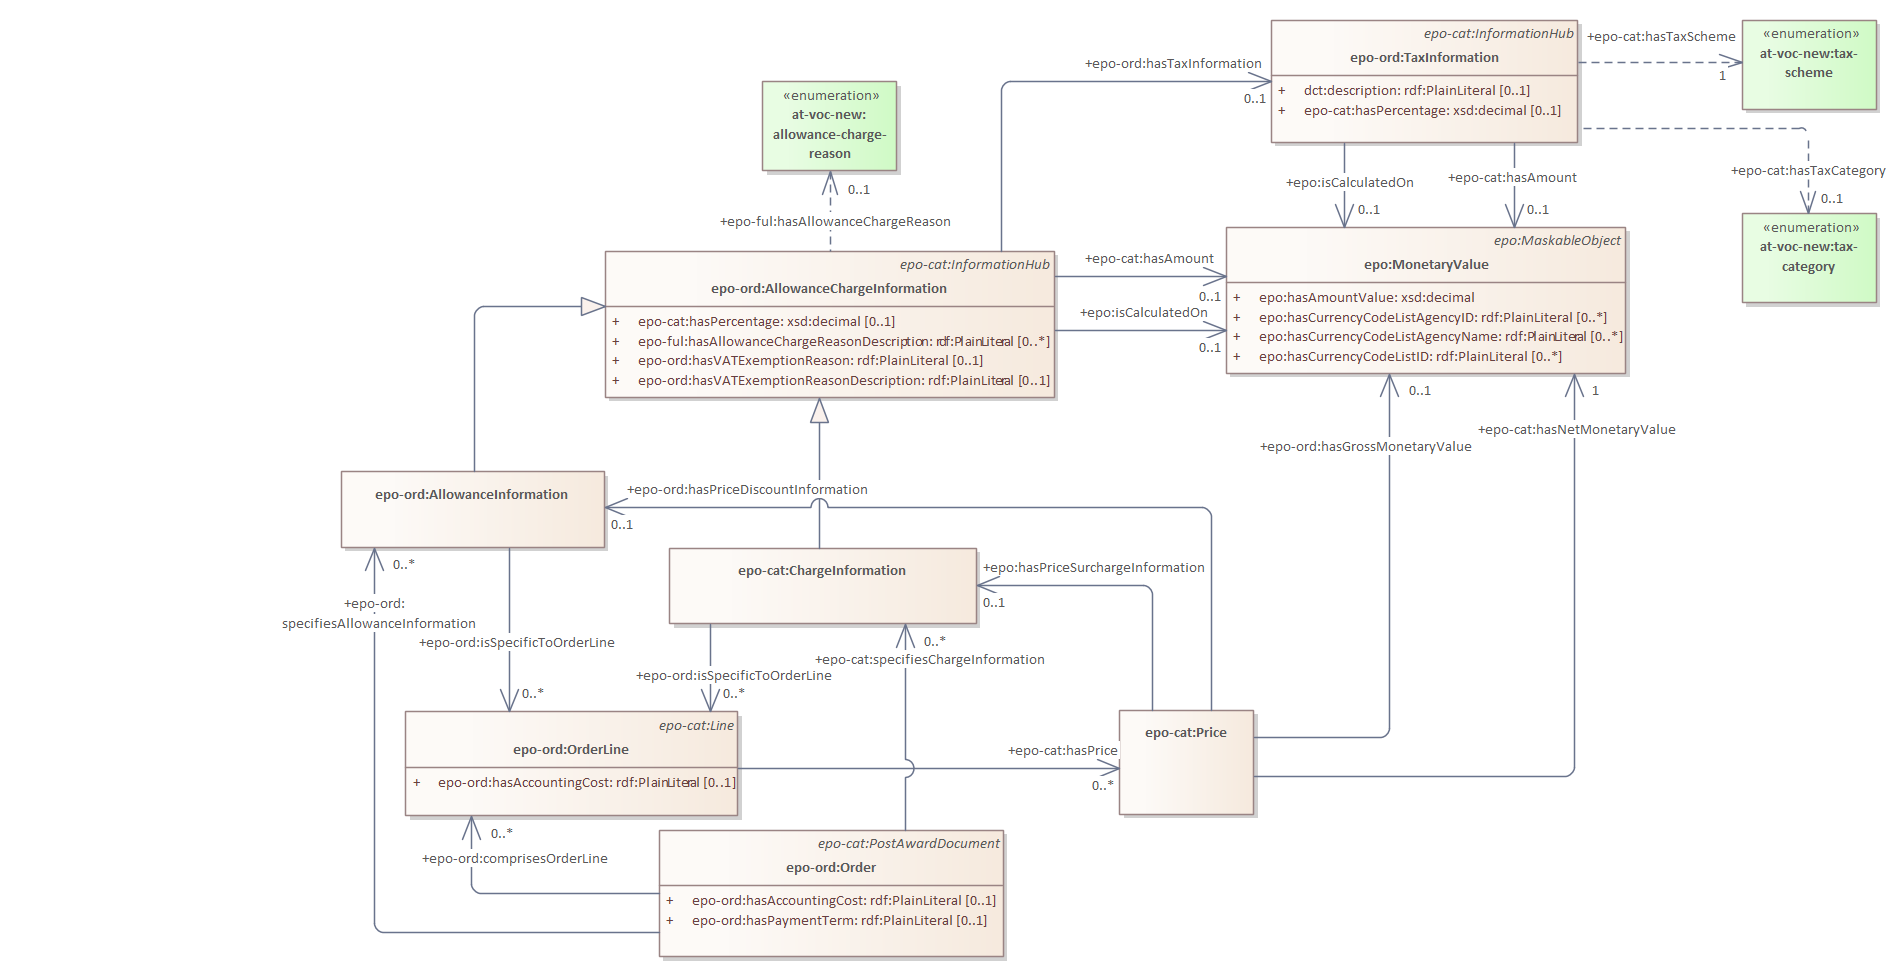 epo-cat:InformationHub
epo-ord:TaxInformation
+ dct:description: rdf:PlainLiteral [0..1]
+ epo-cat:hasPercentage: xsd:decimal [0..1]
+epo-cat:hasTaxScheme
1
«enumeration»
at-voc-new:tax-
scheme
+epo-ord:hasTaxInformation
0..1
«enumeration»
at-voc-new:
allowance-charge-
reason
0..1
+epo-ful:hasAllowanceChargeReason
+epo:isCalculatedOn
0..1
+epo-cat:hasAmount
0..1
+epo-cat:hasTaxCategory
0..1
«enumeration»
at-voc-new:tax-
category
epo-cat:InformationHub
epo-ord:AllowanceChargeInformation
+ epo-cat:hasPercentage: xsd:decimal [0..1]
+ epo-ful:hasAllowanceChargeReasonDescription: rdf:PlainLiteral [0..*]
+ epo-ord:hasVATExemptionReason: rdf:PlainLiteral [0..1]
+ epo-ord:hasVATExemptionReasonDescription: rdf:PlainLiteral [0..1]
+epo-cat:hasAmount
0..1
+epo:isCalculatedOn
0..1
epo:MaskableObject
epo:MonetaryValue
+ epo:hasAmountValue: xsd:decimal
+ epo:hasCurrencyCodeListAgencyID: rdf:PlainLiteral [0..*]
+ epo:hasCurrencyCodeListAgencyName: rdf:PlainLiteral [0..*]
+ epo:hasCurrencyCodeListID: rdf:PlainLiteral [0..*]
0..1
+epo-ord:hasGrossMonetaryValue
1
+epo-cat:hasNetMonetaryValue
epo-ord:AllowanceInformation
+epo-ord:hasPriceDiscountInformation
0..1
epo-cat:ChargeInformation
+epo:hasPriceSurchargeInformation
0..1
0..*
+epo-ord:
specifiesAllowanceInformation
+epo-ord:isSpecificToOrderLine
0..*
+epo-ord:isSpecificToOrderLine
0..*
0..*
+epo-cat:specifiesChargeInformation
epo-cat:Line
epo-ord:OrderLine
+ epo-ord:hasAccountingCost: rdf:PlainLiteral [0..1]
+epo-cat:hasPrice
0..*
epo-cat:Price
0..*
+epo-ord:comprisesOrderLine
epo-cat:PostAwardDocument
epo-ord:Order
+ epo-ord:hasAccountingCost: rdf:PlainLiteral [0..1]
+ epo-ord:hasPaymentTerm: rdf:PlainLiteral [0..1]